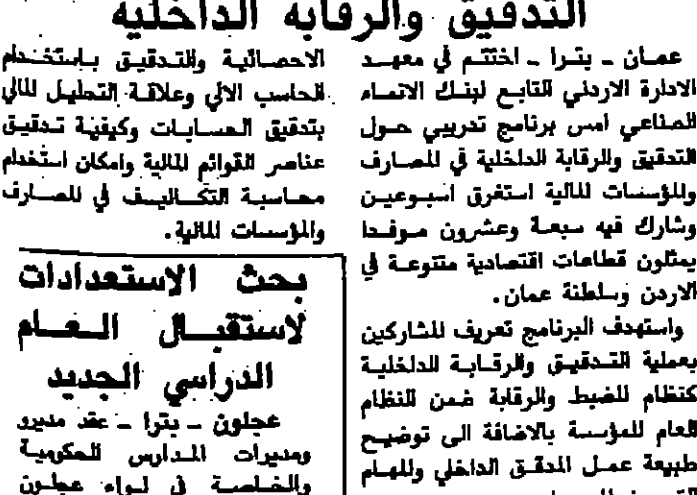 التدقيق والرقابة الداخلية
عمان - بترا - اختتم في معهد
الادارة الاردني التابع لبنك الانماء
الصناعي امس برنامج تدريبي حول
التدقيق والرقابة الداخلية في المصارف
والمؤسسات المالية استغرق اسبوعين
وشارك فيه سبعة وعشرون موفدا
يمثلون قطاعات اقتصادية متنوعة في
الاردن وسلطنة عمان.
واستهدف البرنامج تعريف المشاركين
بعملية التدقيق والرقابة الداخلية
كنظام للضبط والرقابة ضمن النظام
العام للمؤسسة بالاضافة الى توضيح
طبيعة عمل المدقق الداخلي والمهام
الاحصائية والتدقيق باستخدام
الحاسب الالي وعلاقة التحليل المالي
بتدقيق الحسابات وكيفية تدقيق
عناصر القوائم المالية وامكان استخدام
محاسبة التكاليف في المصارف
والمؤسسات المالية.
بحث الاستعدادات
لاستقبال العام
الدراسي الجديد
عجلون - بترا - عقد مديرو
ومديرات المدارس الحكومية
والخاصة في لواء عجلون